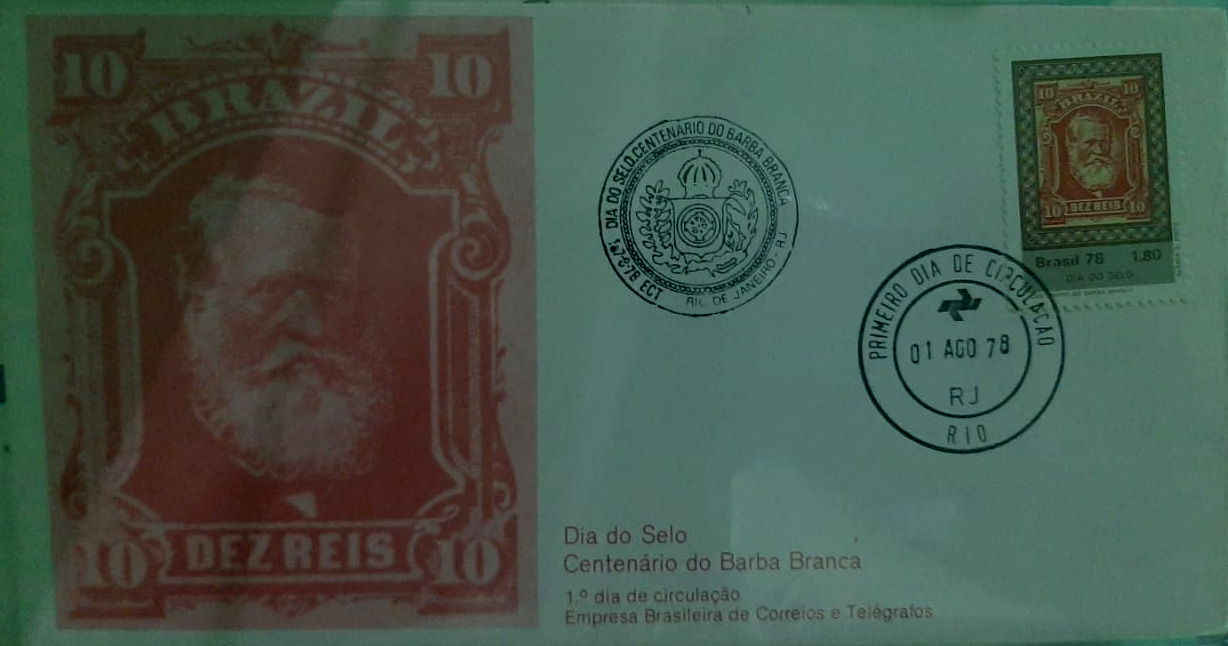 10 10
BRAZIL
10 DEZ REIS 10
DIA DO SELO. CENTENÁRIO DO BARBA BRANCA
ECT
RIO DE JANEIRO - RJ
10 10
BRAZIL
10 DEZ REIS 10
Brasil 78 1.80
DIA DO SELO
BARBA BRANCA
PRIMEIRO DIA DE CIRCULAÇÃO
01 AGO 78
RJ
RIO
Dia do Selo
Centenário do Barba Branca
1.º dia de circulação
Empresa Brasileira de Correios e Telégrafos